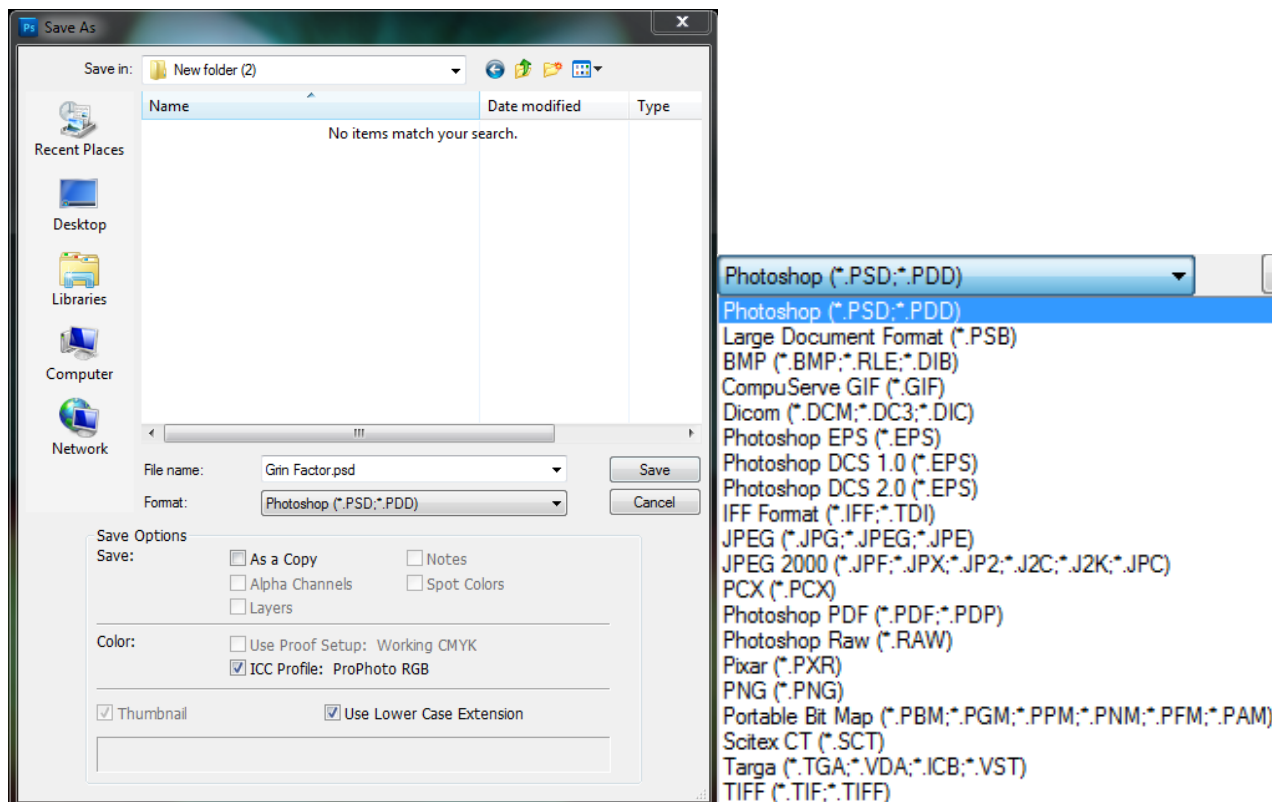 Ps Save As
Save in: New folder (2)
Name Date modified Type
No items match your search.
Recent Places
Desktop
Libraries
Computer
Network
File name: Grin Factor.psd Save
Format: Photoshop (*.PSD;*.PDD) Cancel
Save Options
Save: As a Copy Notes
Alpha Channels Spot Colors
Layers
Color: Use Proof Setup: Working CMYK
ICC Profile: ProPhoto RGB
Thumbnail Use Lower Case Extension
Photoshop (*.PSD;*.PDD)
Photoshop (*.PSD;*.PDD)
Large Document Format (*.PSB)
BMP (*.BMP;*.RLE;*.DIB)
CompuServe GIF (*.GIF)
Dicom (*.DCM;*.DC3;*.DIC)
Photoshop EPS (*.EPS)
Photoshop DCS 1.0 (*.EPS)
Photoshop DCS 2.0 (*.EPS)
IFF Format (*.IFF;*.TDI)
JPEG (*.JPG;*.JPEG;*.JPE)
JPEG 2000 (*.JPF;*.JPX;*.JP2;*.J2C;*.J2K;*.JPC)
PCX (*.PCX)
Photoshop PDF (*.PDF;*.PDP)
Photoshop Raw (*.RAW)
Pixar (*.PXR)
PNG (*.PNG)
Portable Bit Map (*.PBM;*.PGM;*.PPM;*.PNM;*.PFM;*.PAM)
Scitex CT (*.SCT)
Targa (*.TGA;*.VDA;*.ICB;*.VST)
TIFF (*.TIF;*.TIFF)